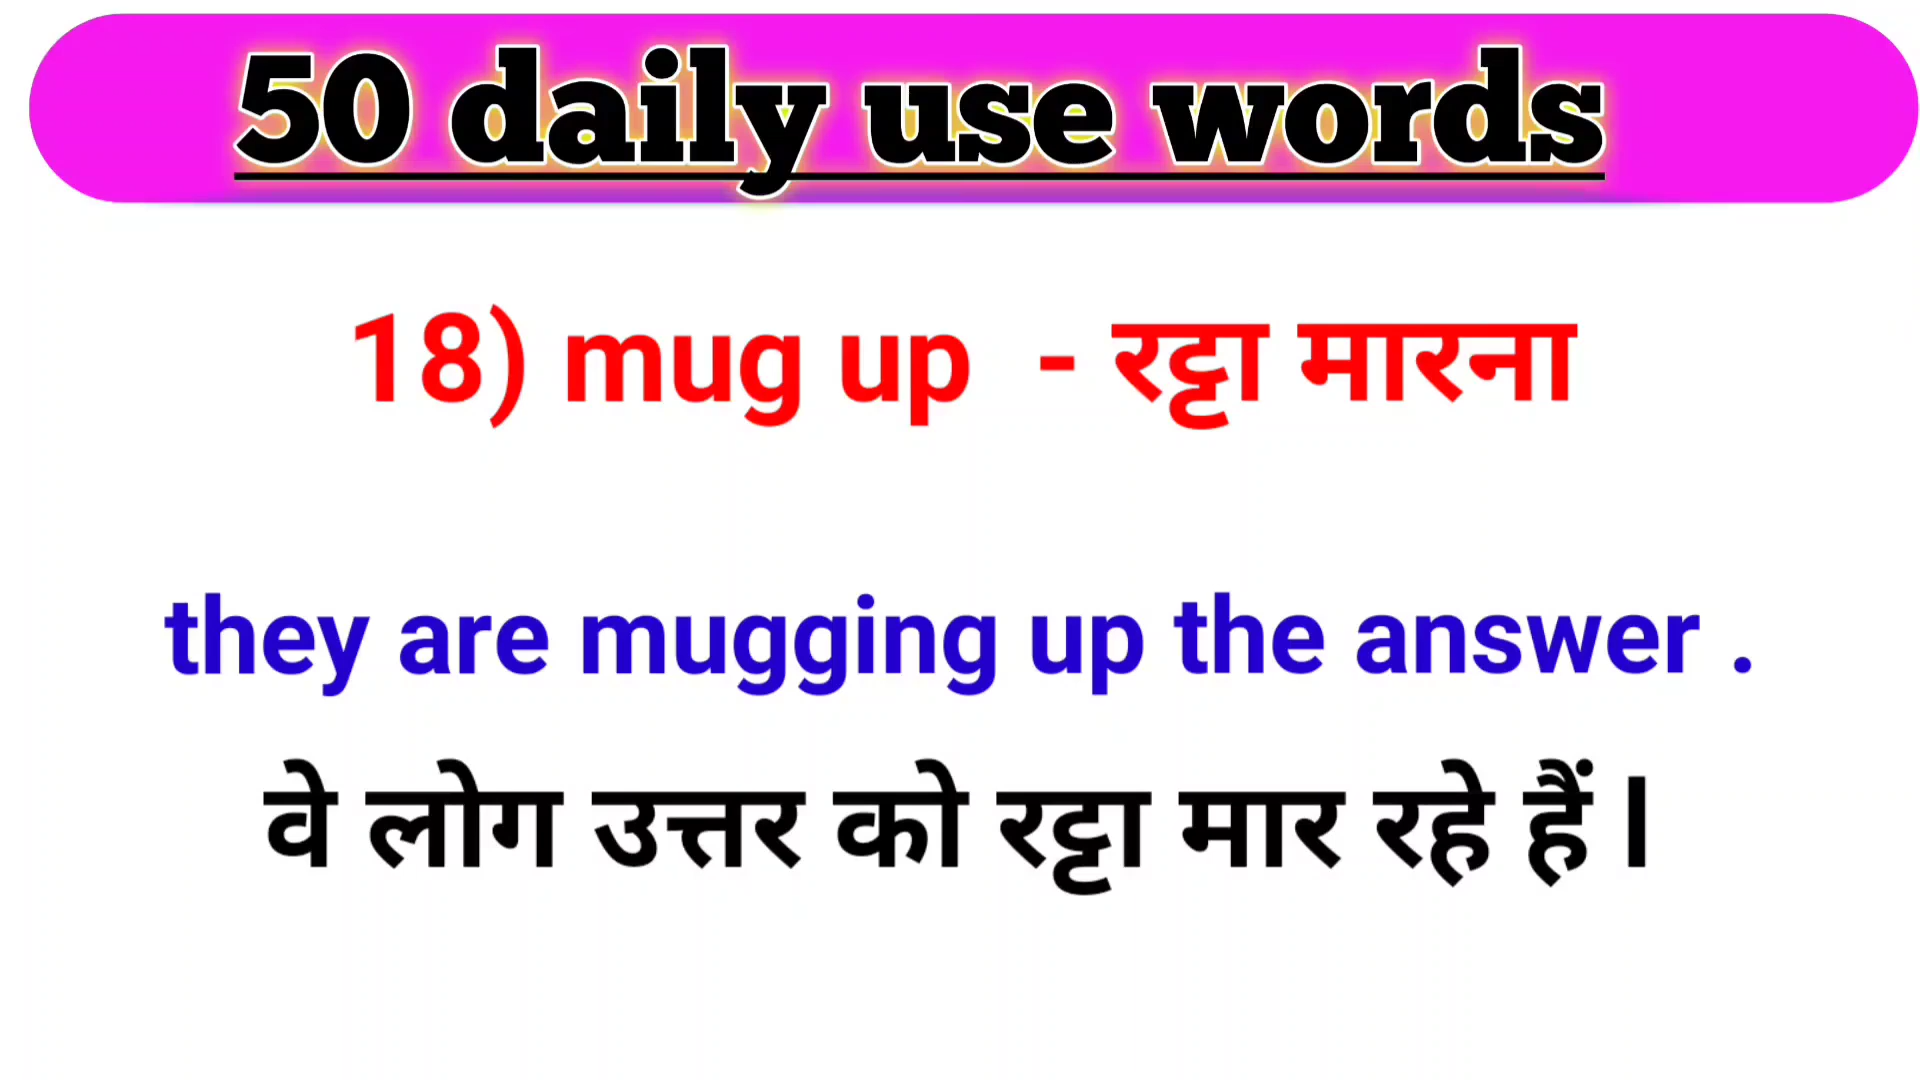 50 daily use words
18) mug up - रट्टा मारना
they are mugging up the answer .
वे लोग उत्तर को रट्टा मार रहे हैं l